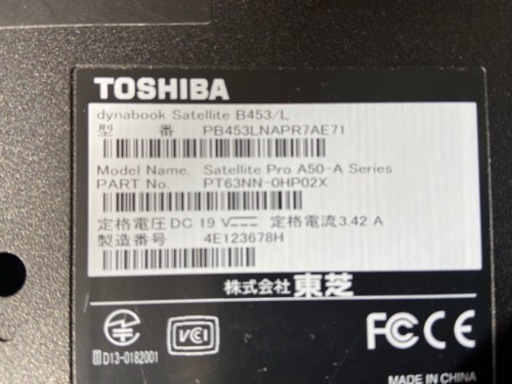 TOSHIBA
dynabook Satellite B453/L
型 番 PB453LNAPR7AE71
Model Name. Satellite Pro A50-A Series
PART No. PT63NN-0HP02X
定格電圧DC 19 V 定格電流3.42 A
製造番号 4E123678H
株式会社 東芝
VCI
FC CE
D13-0182001
MADE IN CHINA